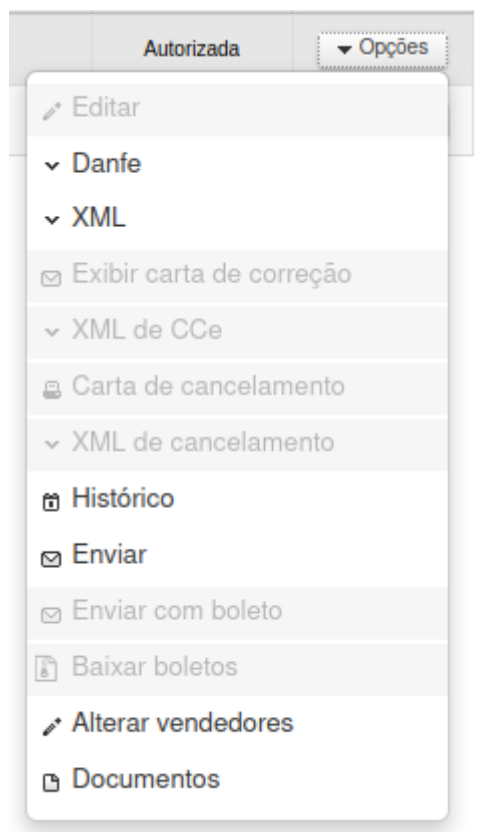 Autorizada
Opções
Editar
Danfe
XML
Exibir carta de correção
XML de CCe
Carta de cancelamento
XML de cancelamento
Histórico
Enviar
Enviar com boleto
Baixar boletos
Alterar vendedores
Documentos